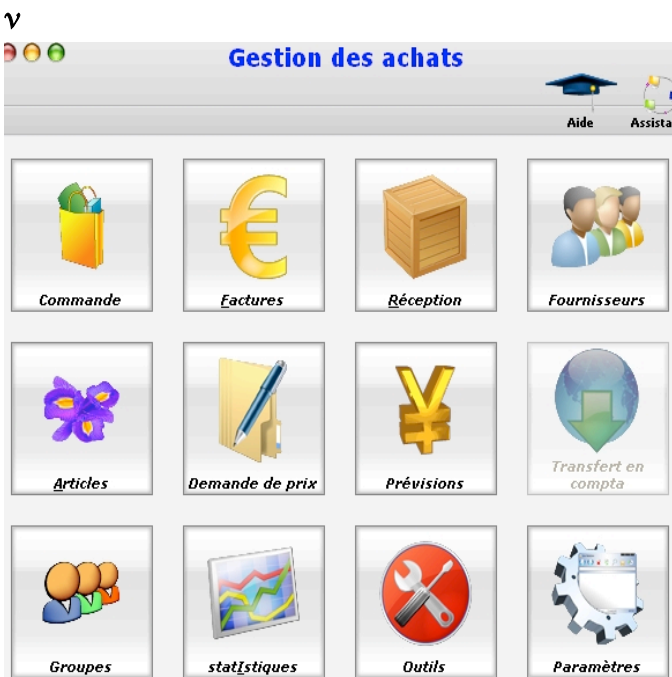 ν
Gestion des achats
Aide
Commande Factures Réception Fournisseurs
Articles Demande de prix Prévisions Transfert en
compta
Groupes statIstiques Outils Paramètres